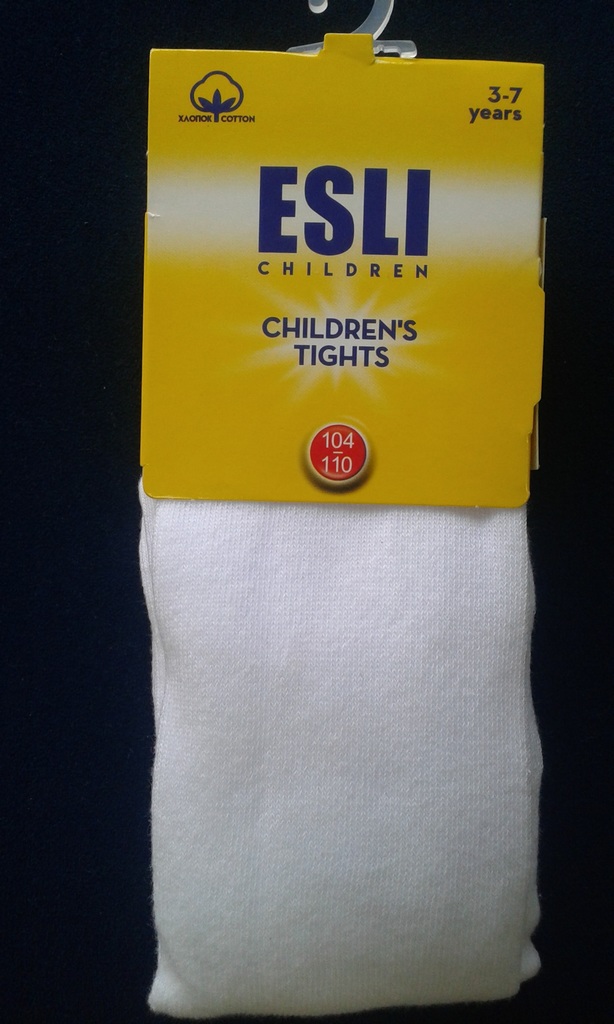 ХЛОПОК COTTON
3-7
years
ESLI
CHILDREN
CHILDREN'S
TIGHTS
104
110